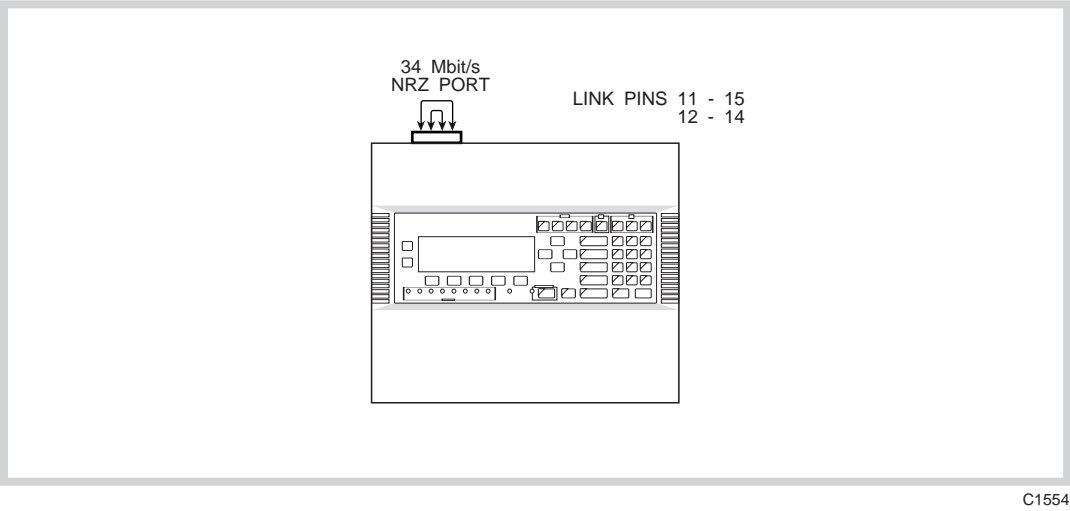 34 Mbit/s
NRZ PORT
LINK PINS 11 - 15
12 - 14
C1554